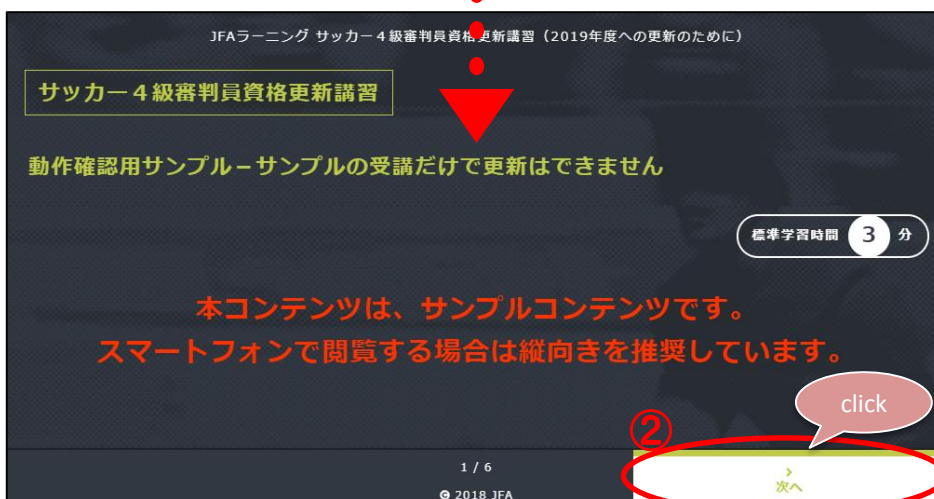 JFAラーニング サッカー４級審判員資格更新講習（2019年度への更新のために）
サッカー４級審判員資格更新講習
動作確認用サンプル－サンプルの受講だけで更新はできません
標準学習時間 3 分
本コンテンツは、サンプルコンテンツです。
スマートフォンで閲覧する場合は縦向きを推奨しています。
click
②
1 / 6
次へ
© 2018 JFA